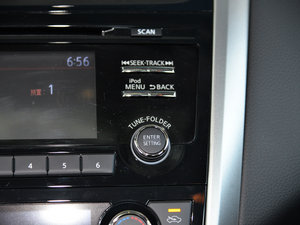 SCAN
6:56
SEEK·TRACK
iPod
MENU BACK
1
TUNE·FOLDER
ENTER
SETTING
4 5 6